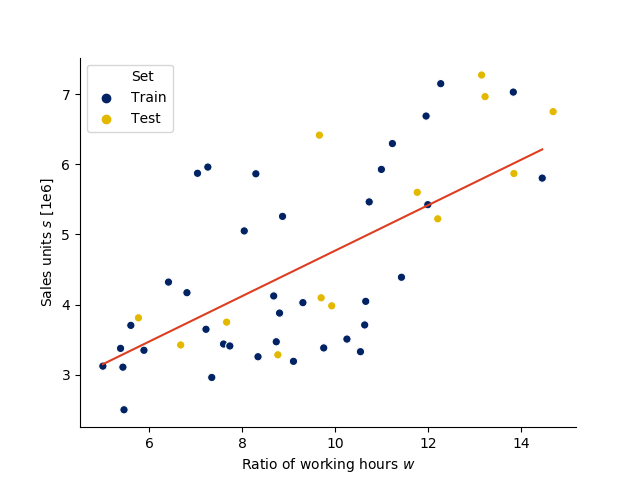 Set
Train
Test
7
6
5
4
3
Sales units s [1e6]
6 8 10 12 14
Ratio of working hours w